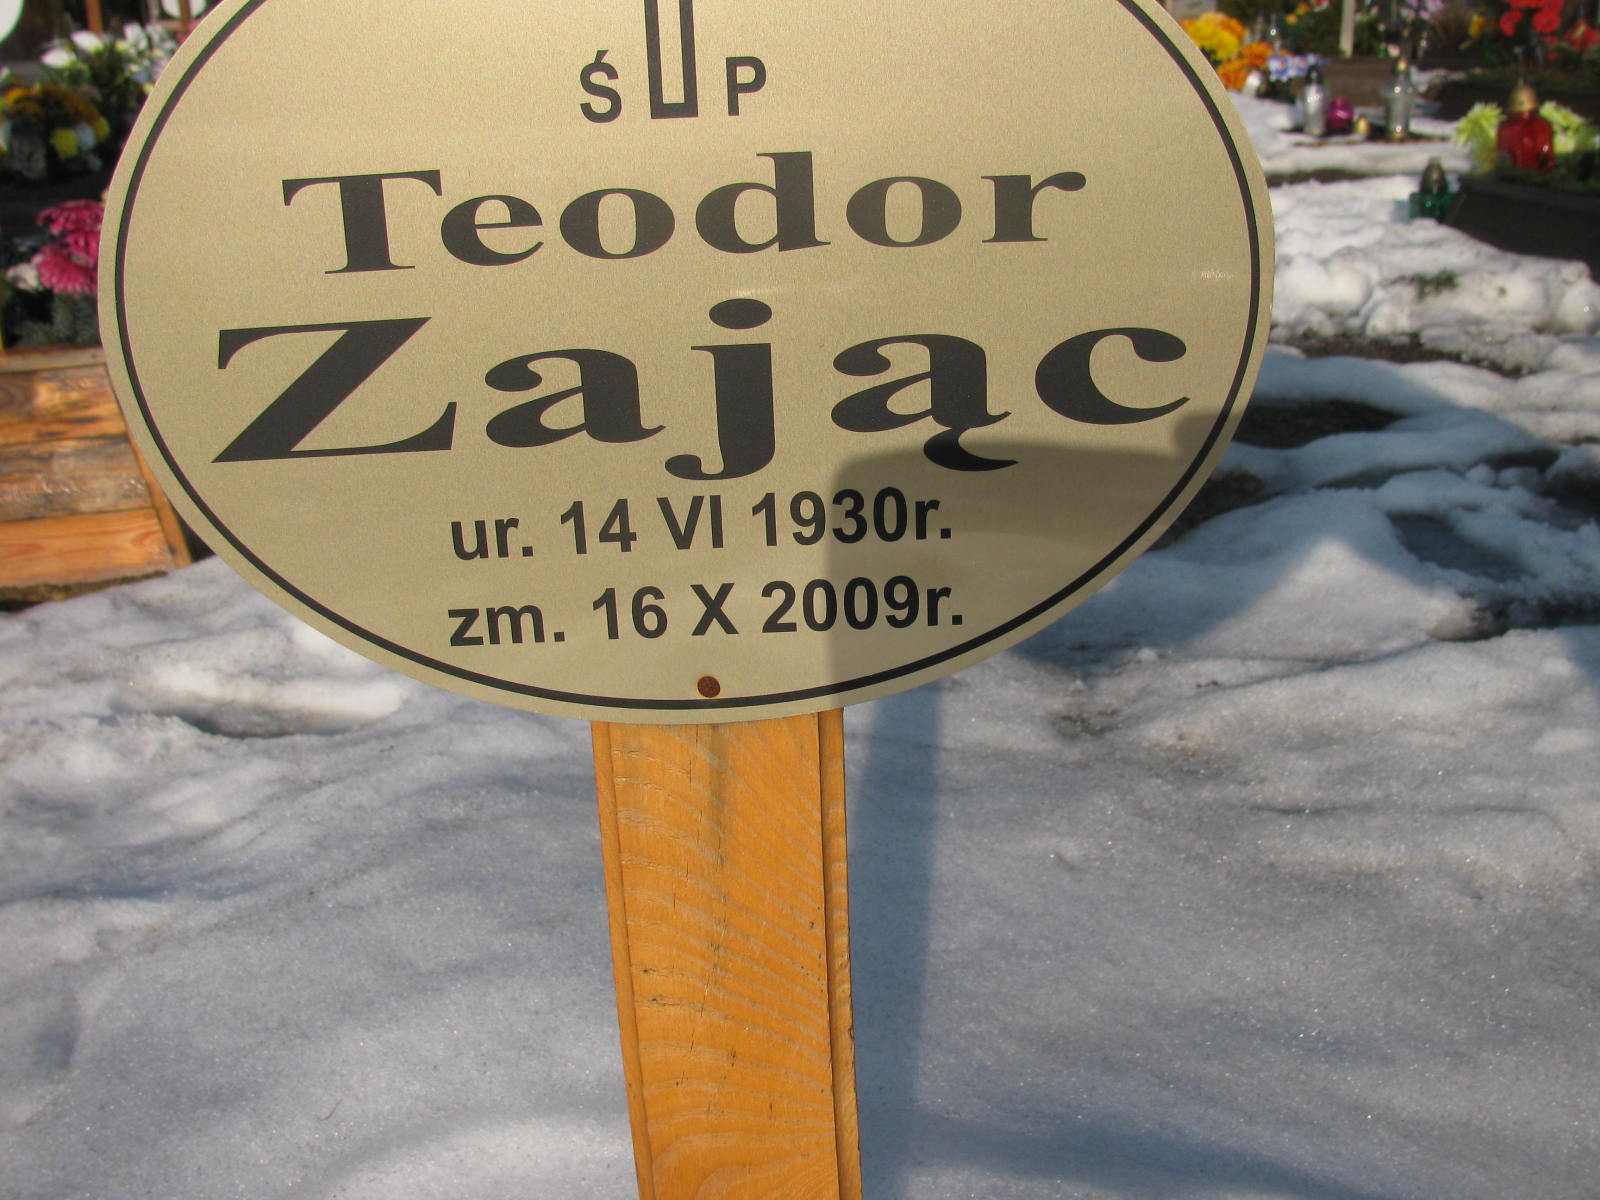 Ś P
Teodor
Zając
ur. 14 VI 1930r.
zm. 16 X 2009r.